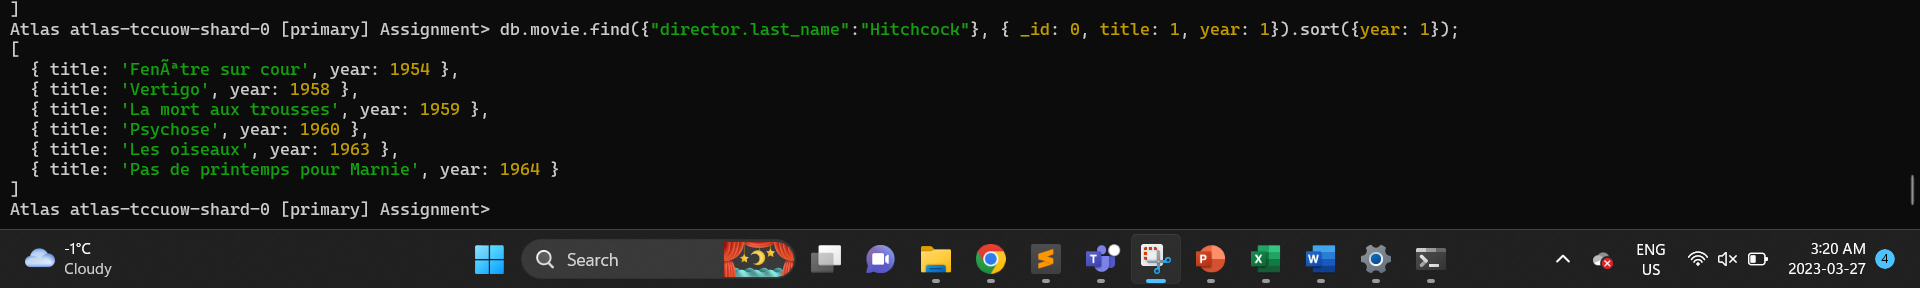 ]
Atlas atlas-tccuow-shard-0 [primary] Assignment> db.movie.find({"director.last_name":"Hitchcock"}, { _id: 0, title: 1, year: 1}).sort({year: 1});
[
  { title: 'FenÃªtre sur cour', year: 1954 },
  { title: 'Vertigo', year: 1958 },
  { title: 'La mort aux trousses', year: 1959 },
  { title: 'Psychose', year: 1960 },
  { title: 'Les oiseaux', year: 1963 },
  { title: 'Pas de printemps pour Marnie', year: 1964 }
]
Atlas atlas-tccuow-shard-0 [primary] Assignment>
-1°C
Cloudy
Search
T
P
X
W
ENG
US
3:20 AM
2023-03-27
4